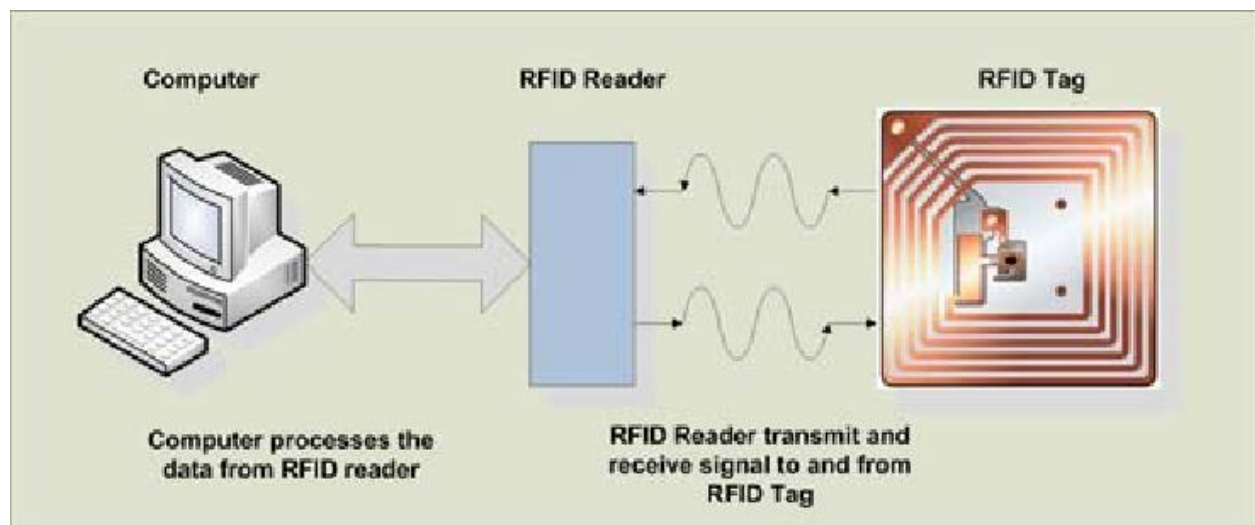 Computer
RFID Reader
RFID Tag
Computer processes the
data from RFID reader
RFID Reader transmit and
receive signal to and from
RFID Tag